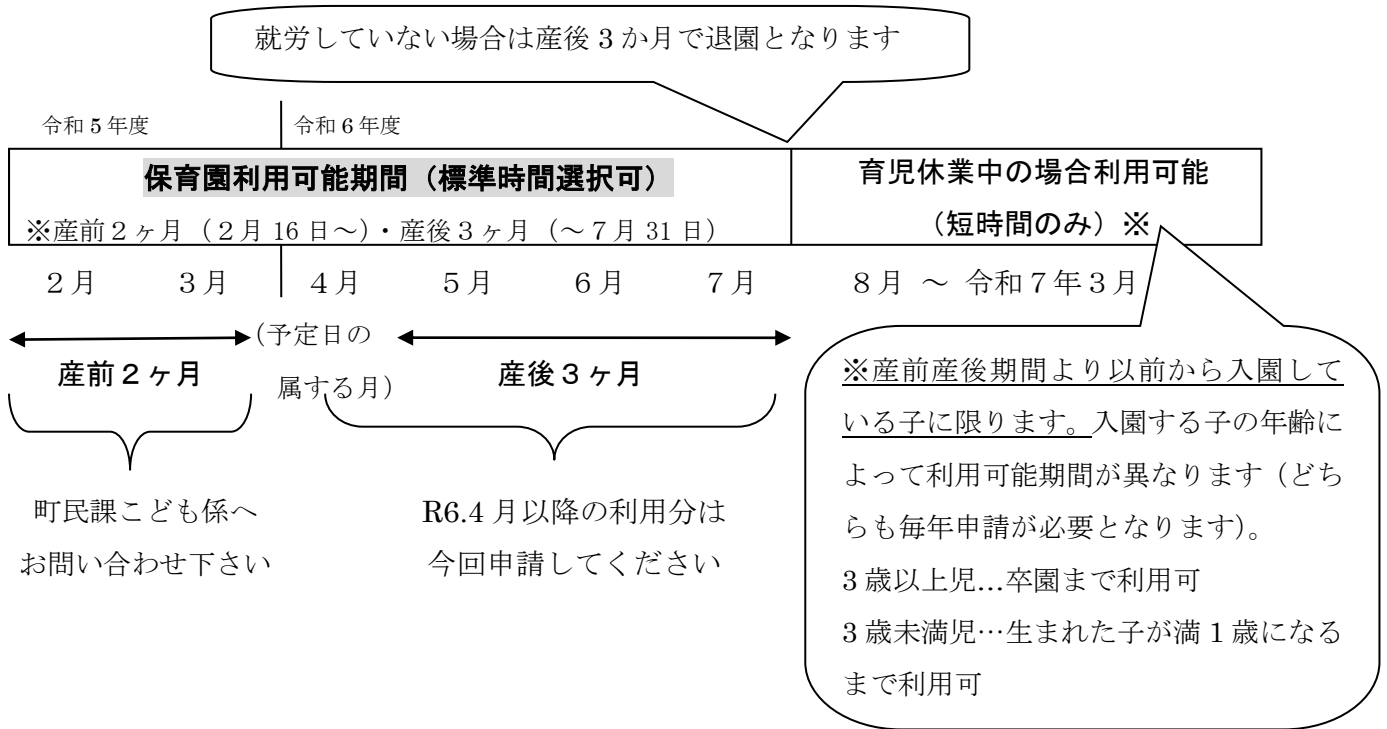 就労していない場合は産後3か月で退園となります
令和5年度
令和6年度
保育園利用可能期間（標準時間選択可）
※産前２ヶ月（２月16日～）・産後３ヶ月（～７月31日）
育児休業中の場合利用可能
（短時間のみ）※
２月
３月
４月
５月
６月
７月
８月 ～ 令和７年３月
(予定日の
属する月)
産前２ヶ月
産後３ヶ月
町民課こども係へ
お問い合わせ下さい
R6.4月以降の利用分は
今回申請してください
※産前産後期間より以前から入園して
いる子に限ります。入園する子の年齢に
よって利用可能期間が異なります（どち
らも毎年申請が必要となります）。
3歳以上児...卒園まで利用可
3歳未満児…生まれた子が満1歳になる
まで利用可